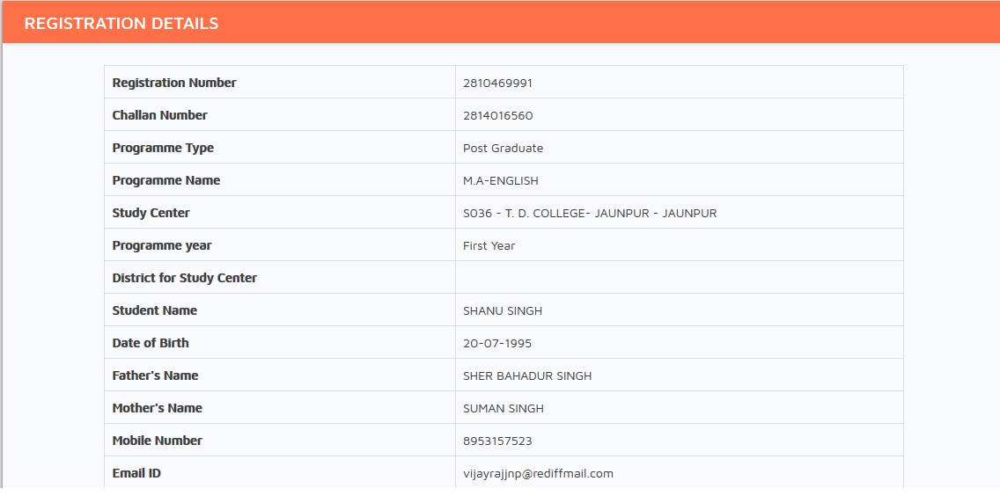 REGISTRATION DETAILS
Registration Number 2810469991
Challan Number 2814016560
Programme Type Post Graduate
Programme Name M.A-ENGLISH
Study Center S036 - T. D. COLLEGE- JAUNPUR - JAUNPUR
Programme year First Year
District for Study Center
Student Name SHANU SINGH
Date of Birth 20-07-1995
Father's Name SHER BAHADUR SINGH
Mother's Name SUMAN SINGH
Mobile Number 8953157523
Email ID vijayrajjnp@rediffmail.com